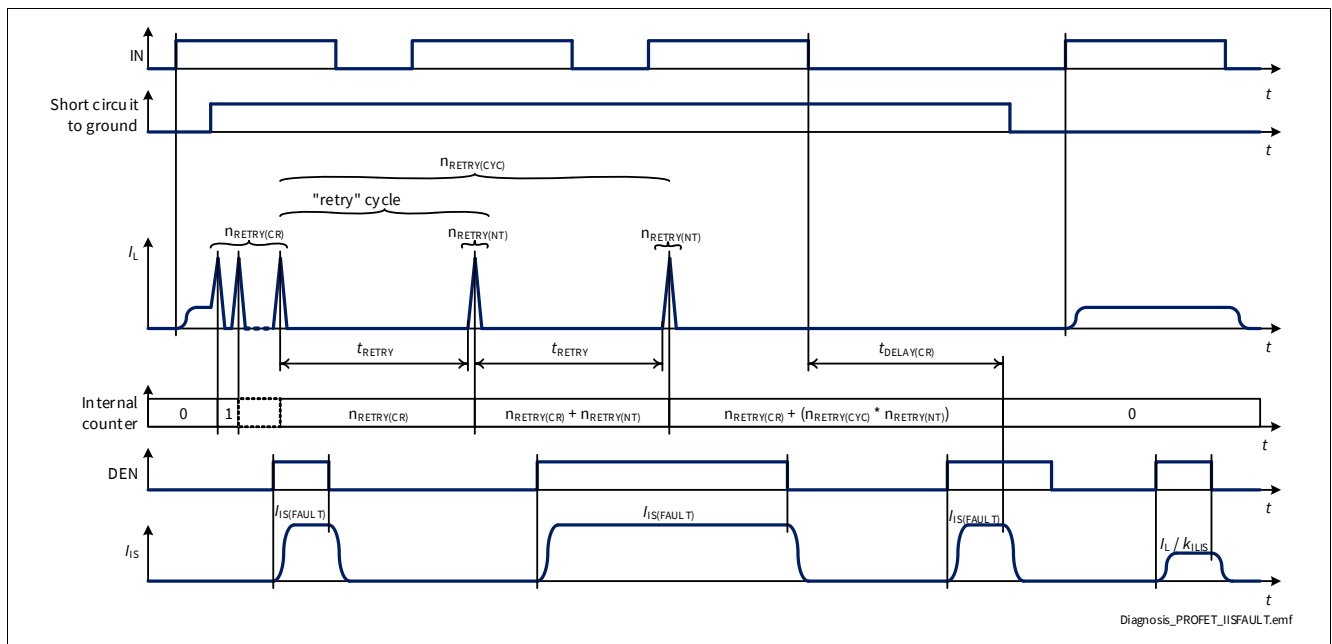 IN
t
Short circuit
to ground
t
nRETRY(CYC)
"retry" cycle
nRETRY(CR)
nRETRY(NT)
nRETRY(NT)
IL
t
tRETRY
tRETRY
tDELAY(CR)
Internal
counter
0
1
nRETRY(CR)
nRETRY(CR) + nRETRY(NT)
nRETRY(CR) + (nRETRY(CYC) * nRETRY(NT))
0
t
DEN
t
IIS(FAULT)
IIS(FAULT)
IIS(FAULT)
IL / kILIS
IIS
t
Diagnosis_PROFET_IISFAULT.emf